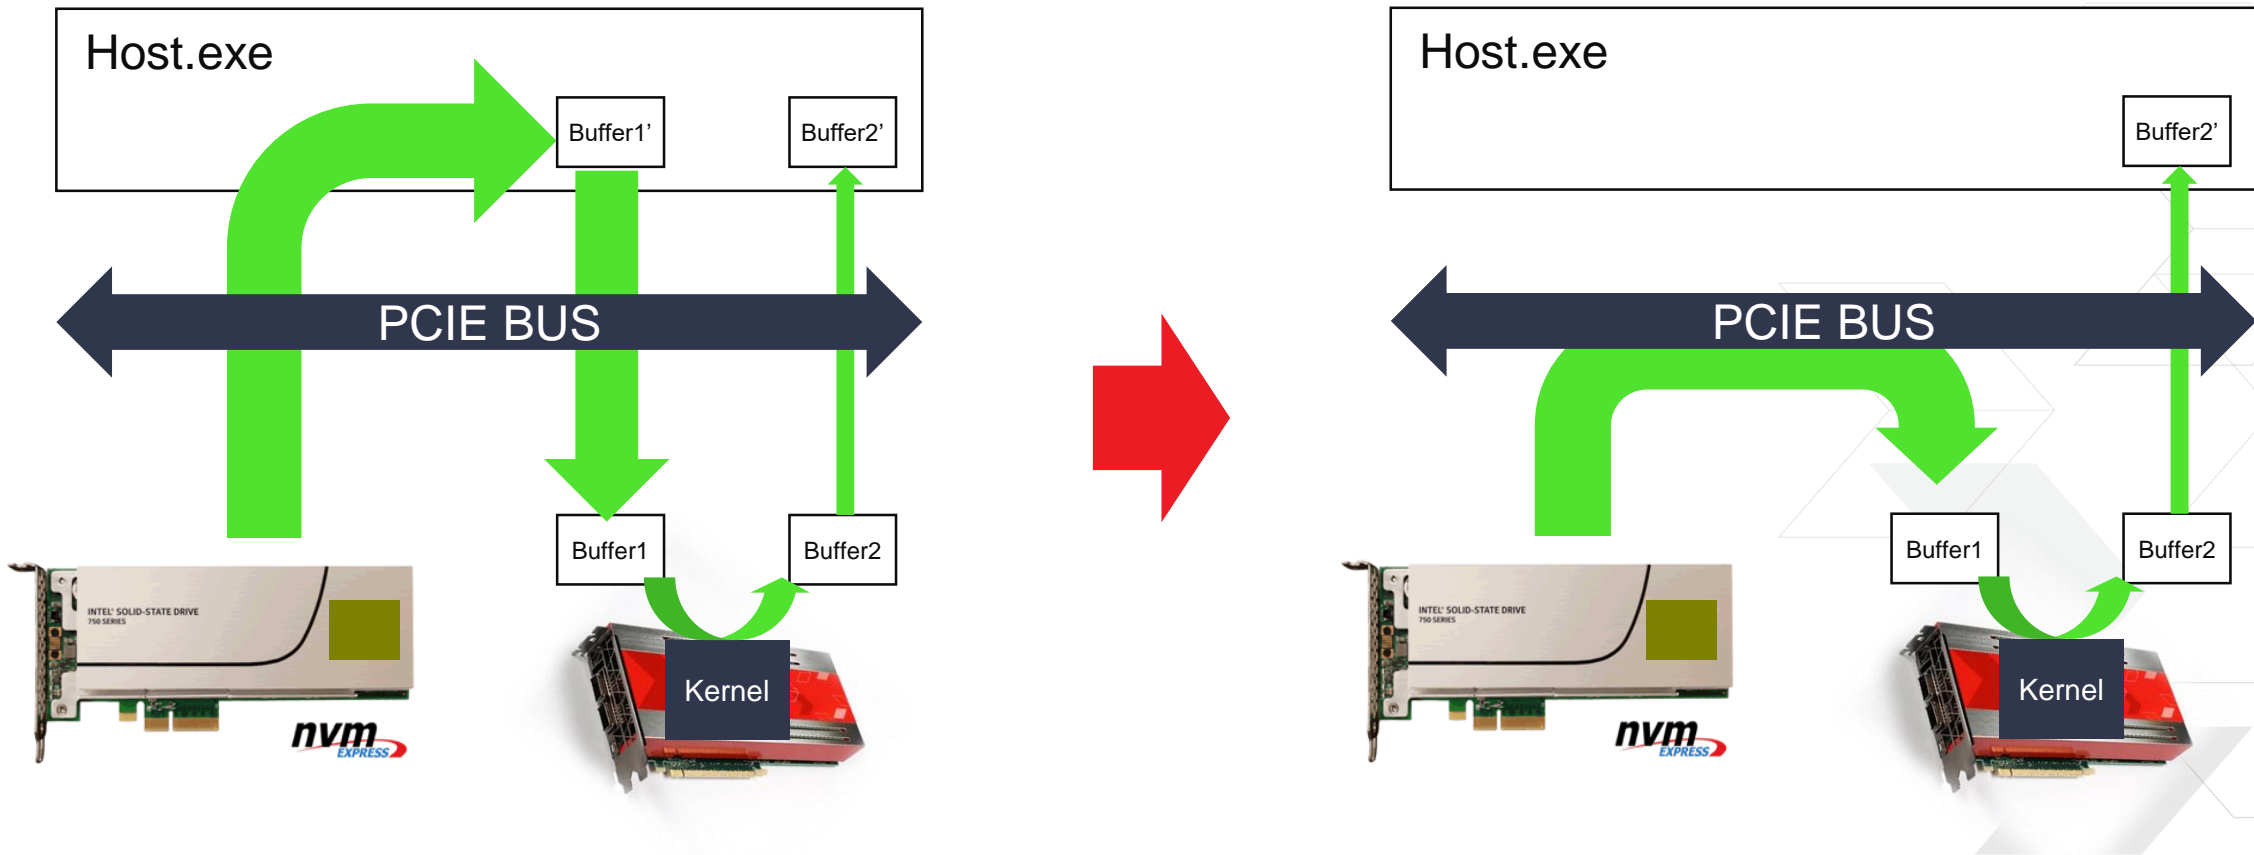 Host.exe
Buffer1’
Buffer2’
PCIE BUS
Buffer1
Buffer2
INTEL® SOLID-STATE DRIVE
750 SERIES
Kernel
nvm
EXPRESS
Host.exe
Buffer2’
PCIE BUS
Buffer1
Buffer2
INTEL® SOLID-STATE DRIVE
750 SERIES
Kernel
nvm
EXPRESS